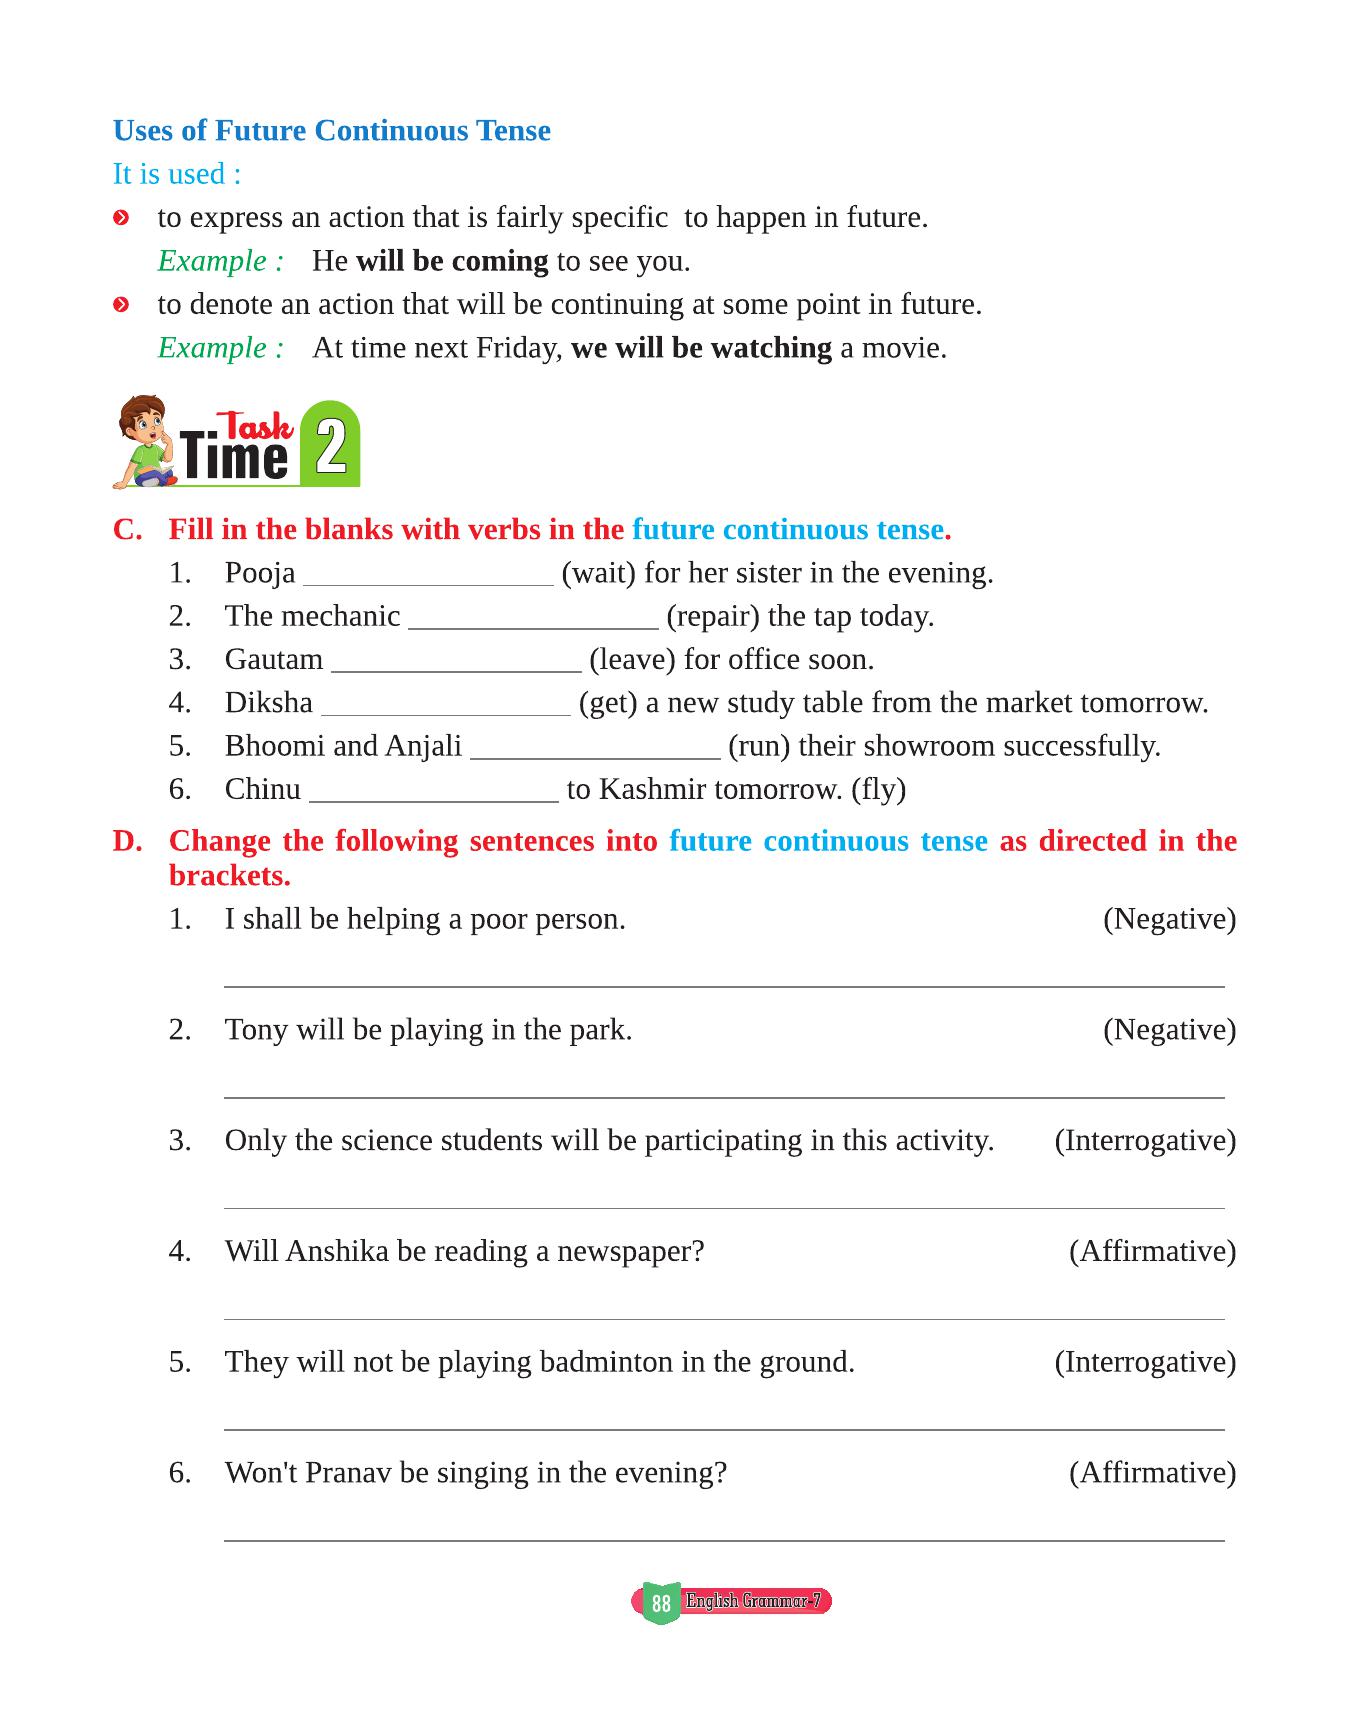 Uses of Future Continuous Tense
It is used :
to express an action that is fairly specific  to happen in future.
Example : He will be coming to see you.
to denote an action that will be continuing at some point in future.
Example : At time next Friday, we will be watching a movie.
Task
Time 2
C. Fill in the blanks with verbs in the future continuous tense.
1. Pooja ________________ (wait) for her sister in the evening.
2. The mechanic ________________ (repair) the tap today.
3. Gautam ________________ (leave) for office soon.
4. Diksha ________________ (get) a new study table from the market tomorrow.
5. Bhoomi and Anjali ________________ (run) their showroom successfully.
6. Chinu ________________ to Kashmir tomorrow. (fly)
D. Change the following sentences into future continuous tense as directed in the
brackets.
1. I shall be helping a poor person. (Negative)
2. Tony will be playing in the park. (Negative)
3. Only the science students will be participating in this activity. (Interrogative)
4. Will Anshika be reading a newspaper? (Affirmative)
5. They will not be playing badminton in the ground. (Interrogative)
6. Won't Pranav be singing in the evening? (Affirmative)
88 English Grammar-7